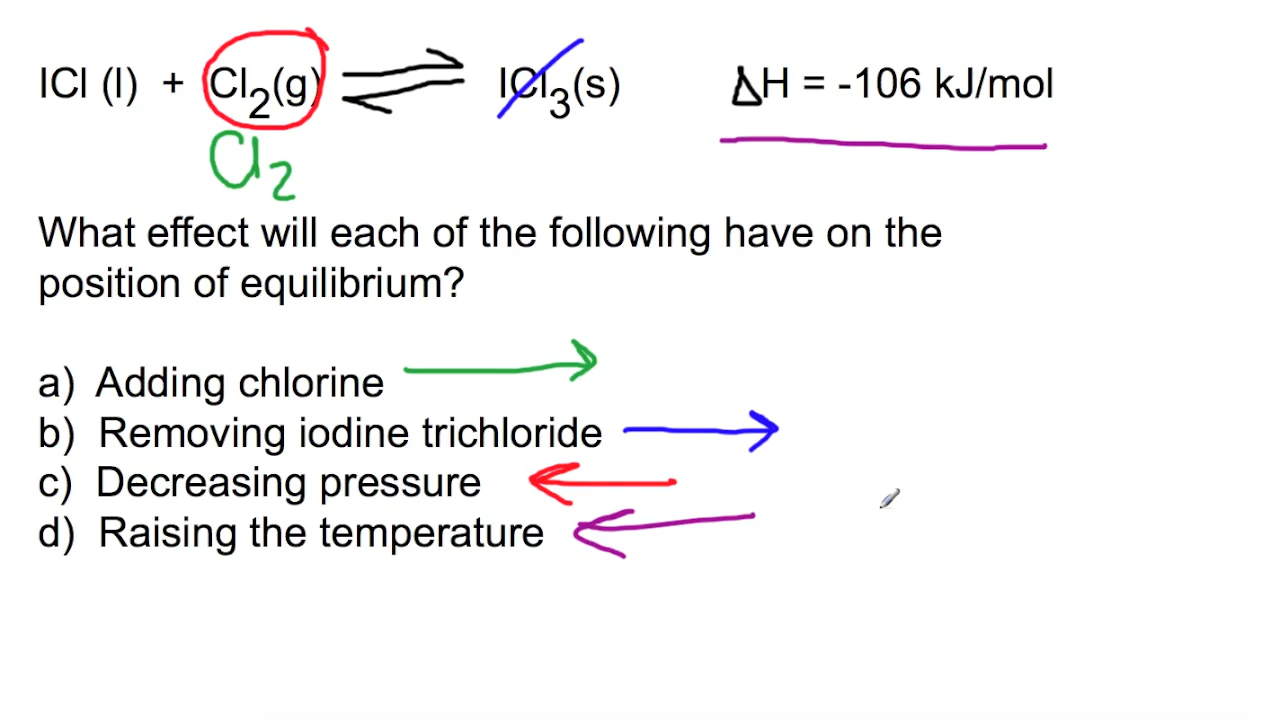 ICl (l) + Cl₂(g) ⇌ ICl₃(s) ΔH = -106 kJ/mol
Cl₂
What effect will each of the following have on the
position of equilibrium?
a) Adding chlorine →
b) Removing iodine trichloride →
c) Decreasing pressure ←
d) Raising the temperature ←